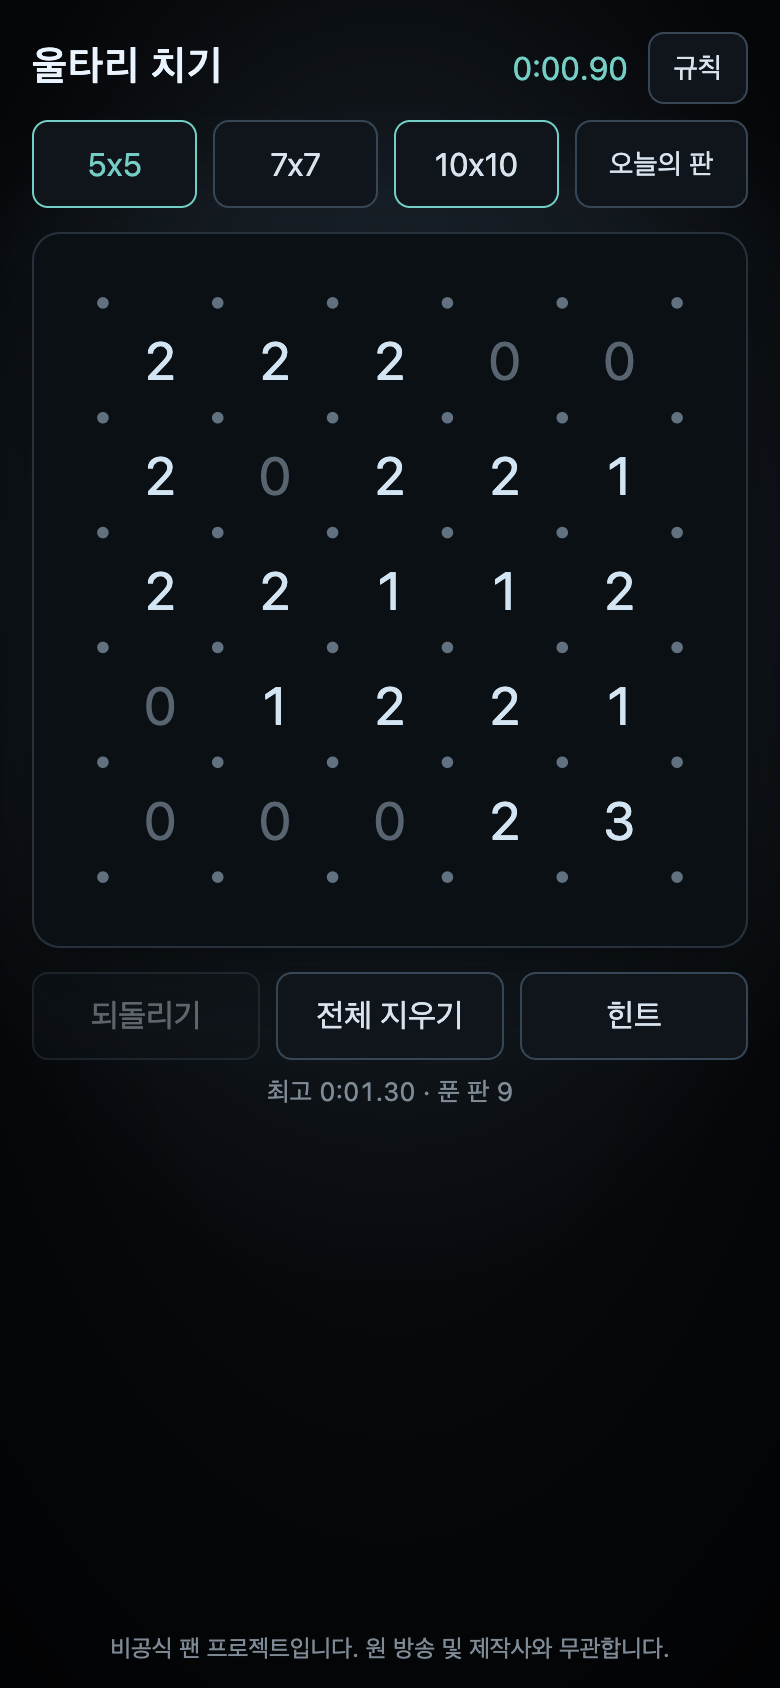 울타리 치기 0:00.90 규칙
5x5 7x7 10x10 오늘의 판
2 2 2 0 0
2 0 2 2 1
2 2 1 1 2
0 1 2 2 1
0 0 0 2 3
되돌리기 전체 지우기 힌트
최고 0:01.30 · 푼 판 9
비공식 팬 프로젝트입니다. 원 방송 및 제작사와 무관합니다.